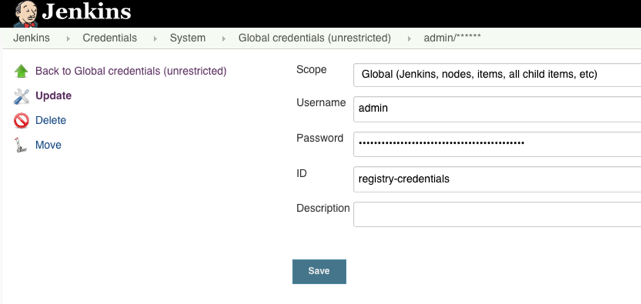 Jenkins
Jenkins Credentials System Global credentials (unrestricted) admin/******
Back to Global credentials (unrestricted)
Update
Delete
Move
Scope Global (Jenkins, nodes, items, all child items, etc)
Username admin
Password ••••••••••••••••••••••••••••••••••••••••••••
ID registry-credentials
Description
Save